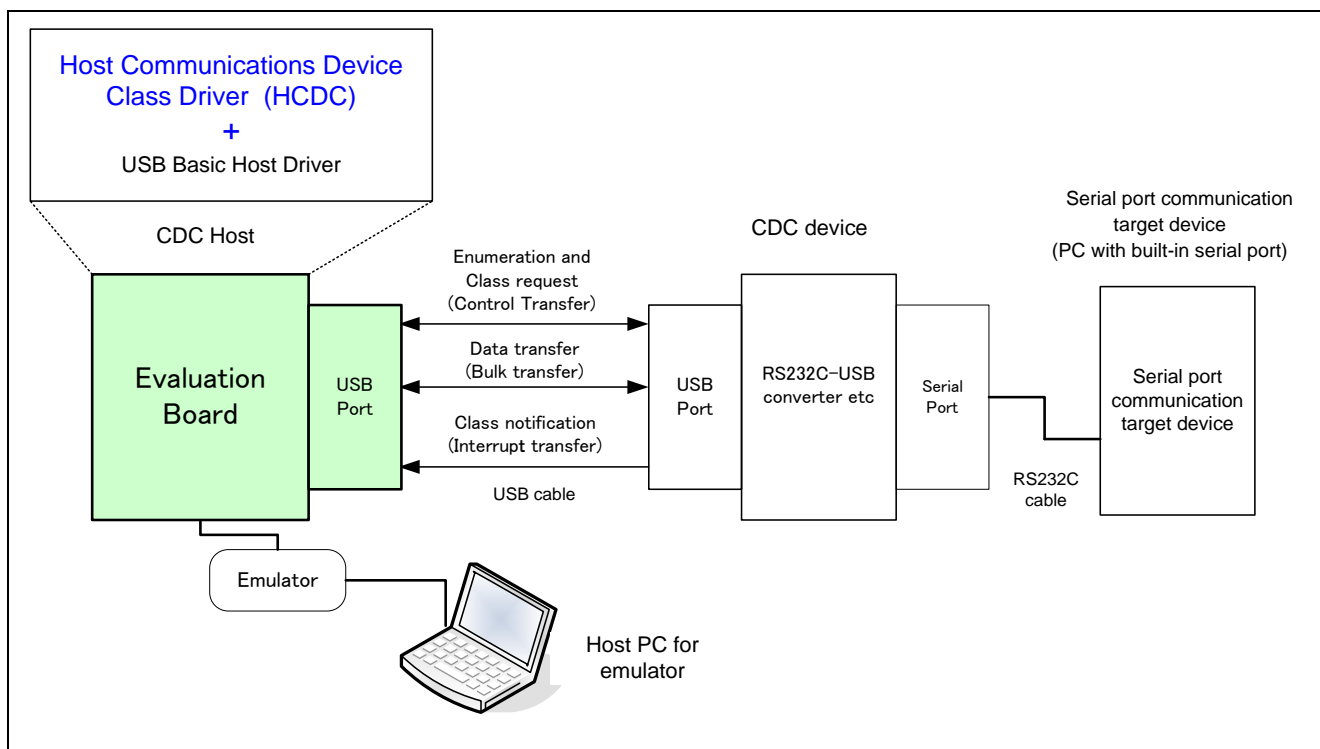 Host Communications Device
Class Driver (HCDC)
+
USB Basic Host Driver
CDC Host
Evaluation
Board
USB
Port
Enumeration and
Class request
(Control Transfer)
Data transfer
(Bulk transfer)
Class notification
(Interrupt transfer)
USB cable
CDC device
USB
Port
RS232C-USB
converter etc
Serial
Port
RS232C
cable
Serial port communication
target device
(PC with built-in serial port)
Serial port
communication
target device
Emulator
Host PC for
emulator